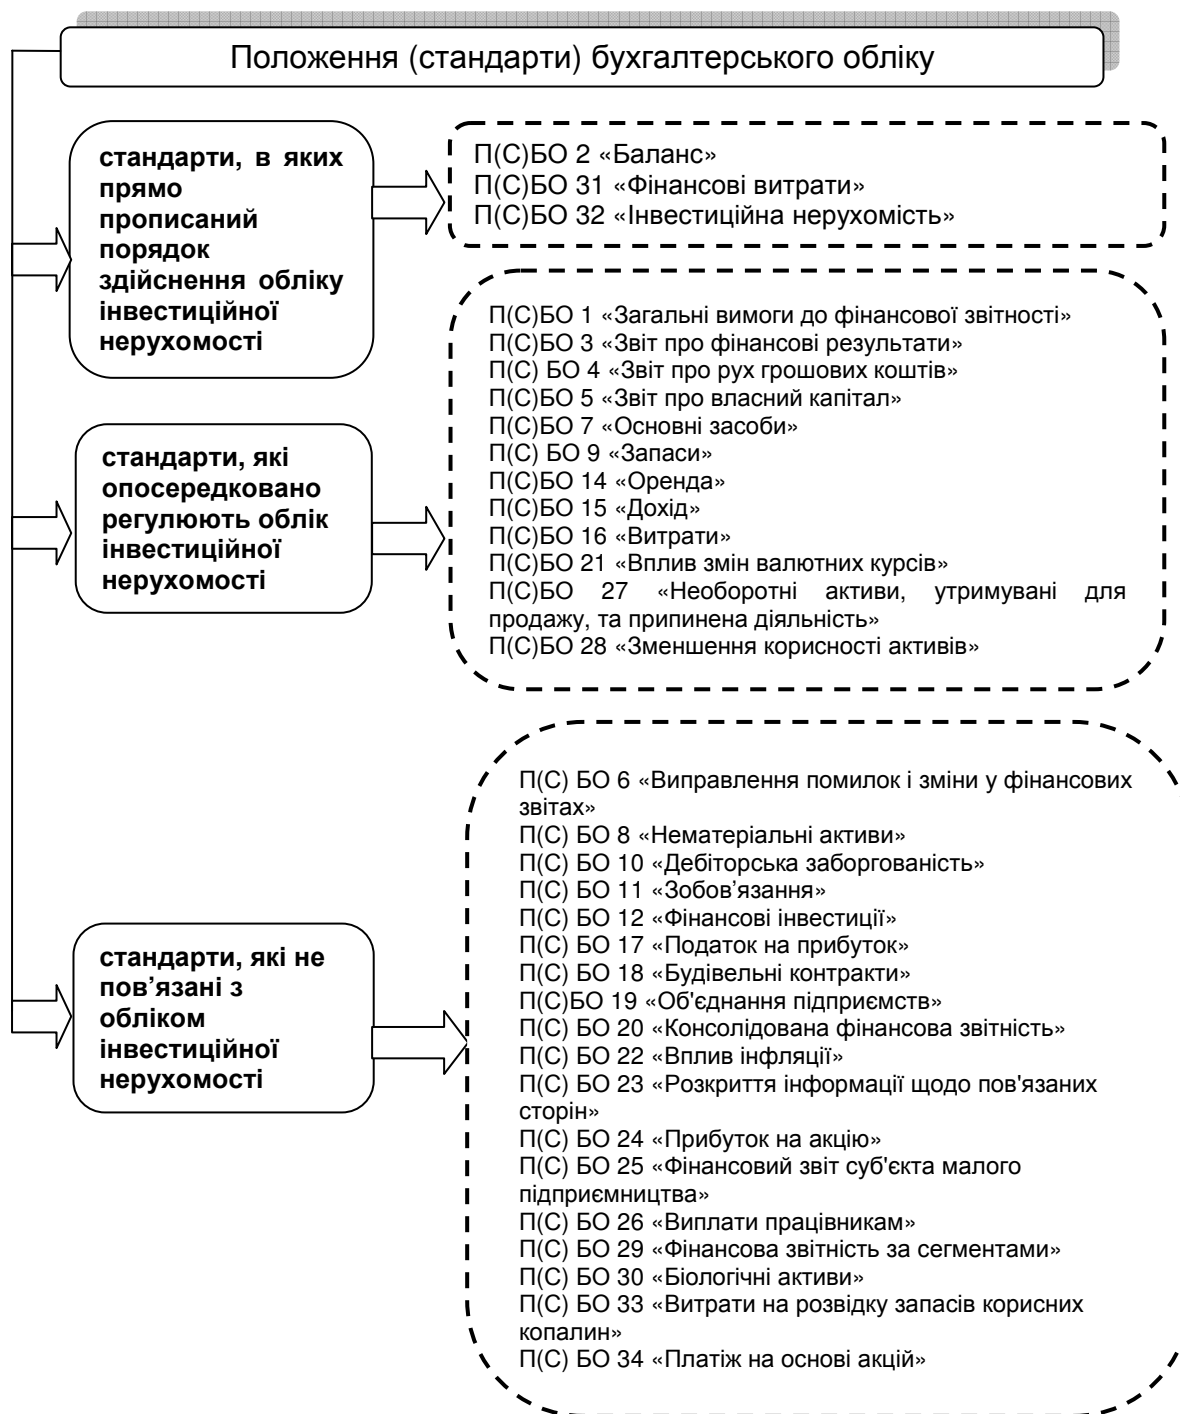 Положення (стандарти) бухгалтерського обліку
стандарти, в яких
прямо
прописаний
порядок
здійснення обліку
інвестиційної
нерухомості
П(С)БО 2 «Баланс»
П(С)БО 31 «Фінансові витрати»
П(С)БО 32 «Інвестиційна нерухомість»
стандарти, які
опосередковано
регулюють облік
інвестиційної
нерухомості
П(С)БО 1 «Загальні вимоги до фінансової звітності»
П(С)БО 3 «Звіт про фінансові результати»
П(С) БО 4 «Звіт про рух грошових коштів»
П(С)БО 5 «Звіт про власний капітал»
П(С)БО 7 «Основні засоби»
П(С) БО 9 «Запаси»
П(С)БО 14 «Оренда»
П(С)БО 15 «Дохід»
П(С)БО 16 «Витрати»
П(С)БО 21 «Вплив змін валютних курсів»
П(С)БО 27 «Необоротні активи, утримувані для
продажу, та припинена діяльність»
П(С)БО 28 «Зменшення корисності активів»
стандарти, які не
пов’язані з
обліком
інвестиційної
нерухомості
П(С) БО 6 «Виправлення помилок і зміни у фінансових
звітах»
П(С) БО 8 «Нематеріальні активи»
П(С) БО 10 «Дебіторська заборгованість»
П(С) БО 11 «Зобов’язання»
П(С) БО 12 «Фінансові інвестиції»
П(С) БО 17 «Податок на прибуток»
П(С) БО 18 «Будівельні контракти»
П(С)БО 19 «Об'єднання підприємств»
П(С) БО 20 «Консолідована фінансова звітність»
П(С) БО 22 «Вплив інфляції»
П(С) БО 23 «Розкриття інформації щодо пов'язаних
сторін»
П(С) БО 24 «Прибуток на акцію»
П(С) БО 25 «Фінансовий звіт суб'єкта малого
підприємництва»
П(С) БО 26 «Виплати працівникам»
П(С) БО 29 «Фінансова звітність за сегментами»
П(С) БО 30 «Біологічні активи»
П(С) БО 33 «Витрати на розвідку запасів корисних
копалин»
П(С) БО 34 «Платіж на основі акцій»